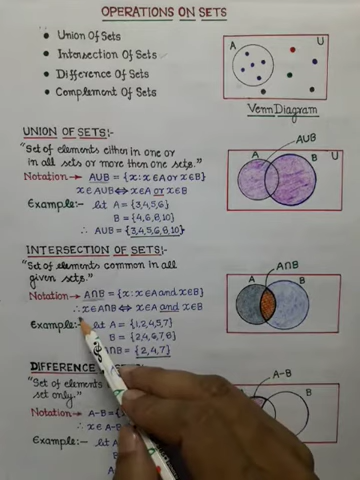 OPERATIONS ON SETS
• Union Of Sets
• Intersection Of Sets
• Difference Of Sets
• Complement Of Sets
A U
Venn Diagram
UNION OF SETS:-
"Set of elements either in one or
in all sets or more then one sets."
Notation → A∪B = {x : x∈A or x∈B}
x∈A∪B ⇔ x∈A or x∈B
Example:- let A = {3,4,5,6}
B = {4,6,8,10}
∴ A∪B = {3,4,5,6,8,10}
A∪B
A B U
INTERSECTION OF SETS:-
"Set of elements common in all
given sets."
Notation → A∩B = {x : x∈A and x∈B}
∴ x∈A∩B ⇔ x∈A and x∈B
Example:- let A = {1,2,4,5,7}
B = {2,4,6,7,8}
∩B = {2,4,7}
A∩B
A B U
DIFFERENCE
"Set of elements
set only."
Notation → A-B = {
∴ x∈A-B
Example:-
A-B
B